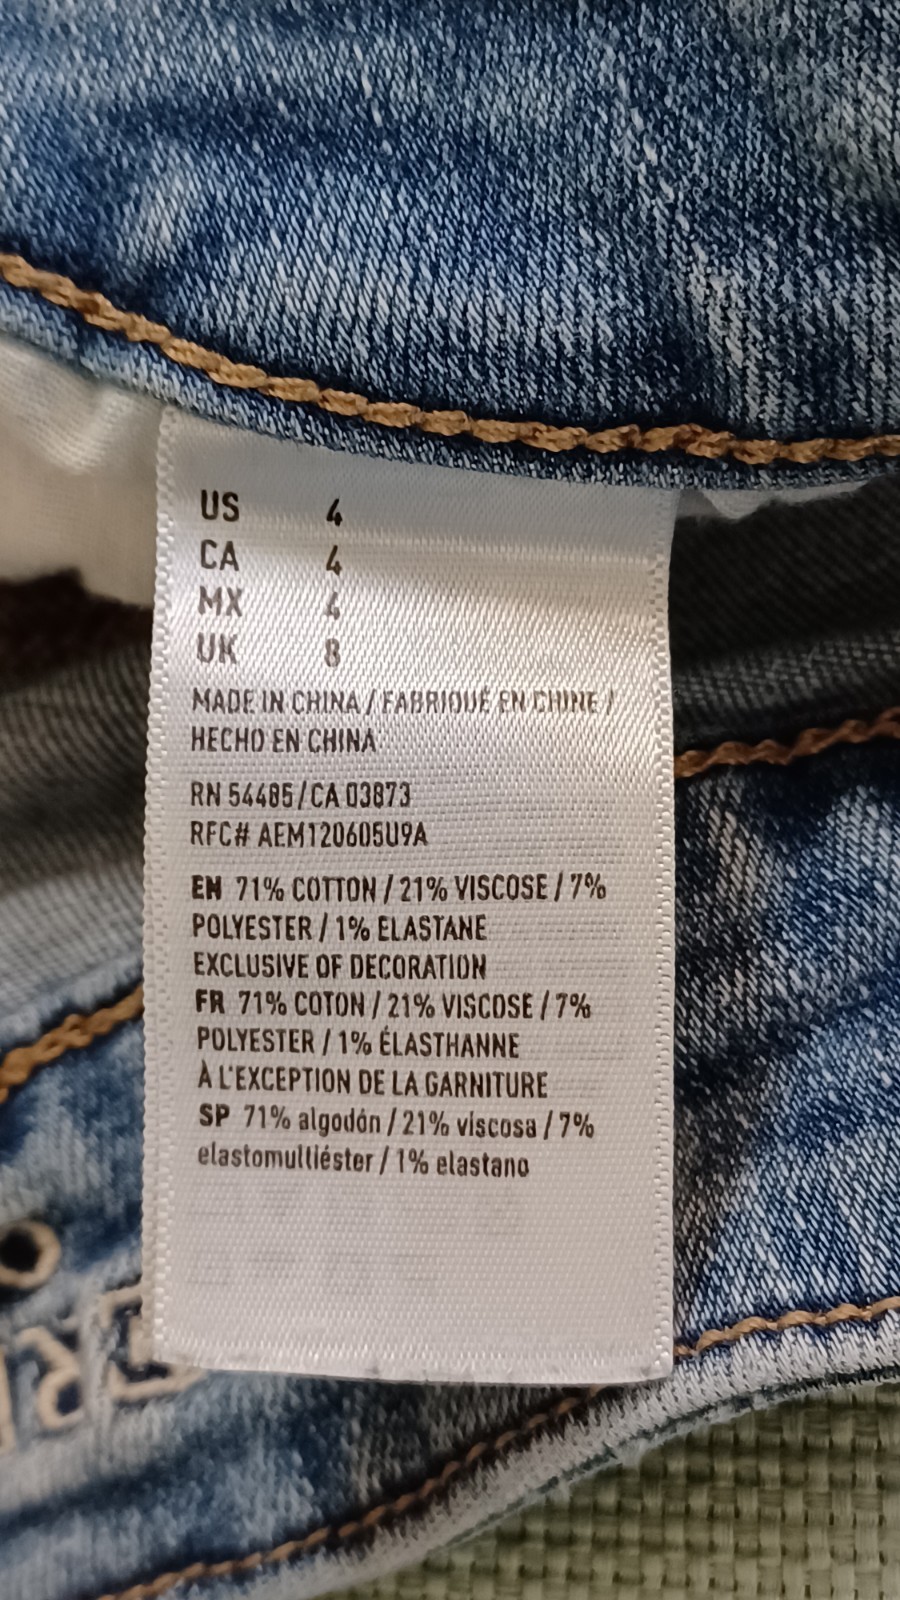 US 4
CA 4
MX 4
UK 8
MADE IN CHINA / FABRIQUÉ EN CHINE /
HECHO EN CHINA
RN 54485/CA 03873
RFC# AEM120605U9A
EN 71% COTTON / 21% VISCOSE / 7%
POLYESTER / 1% ELASTANE
EXCLUSIVE OF DECORATION
FR 71% COTON / 21% VISCOSE / 7%
POLYESTER / 1% ÉLASTHANNE
À L'EXCEPTION DE LA GARNITURE
SP 71% algodón / 21% viscosa / 7%
elastomultiéster / 1% elastano